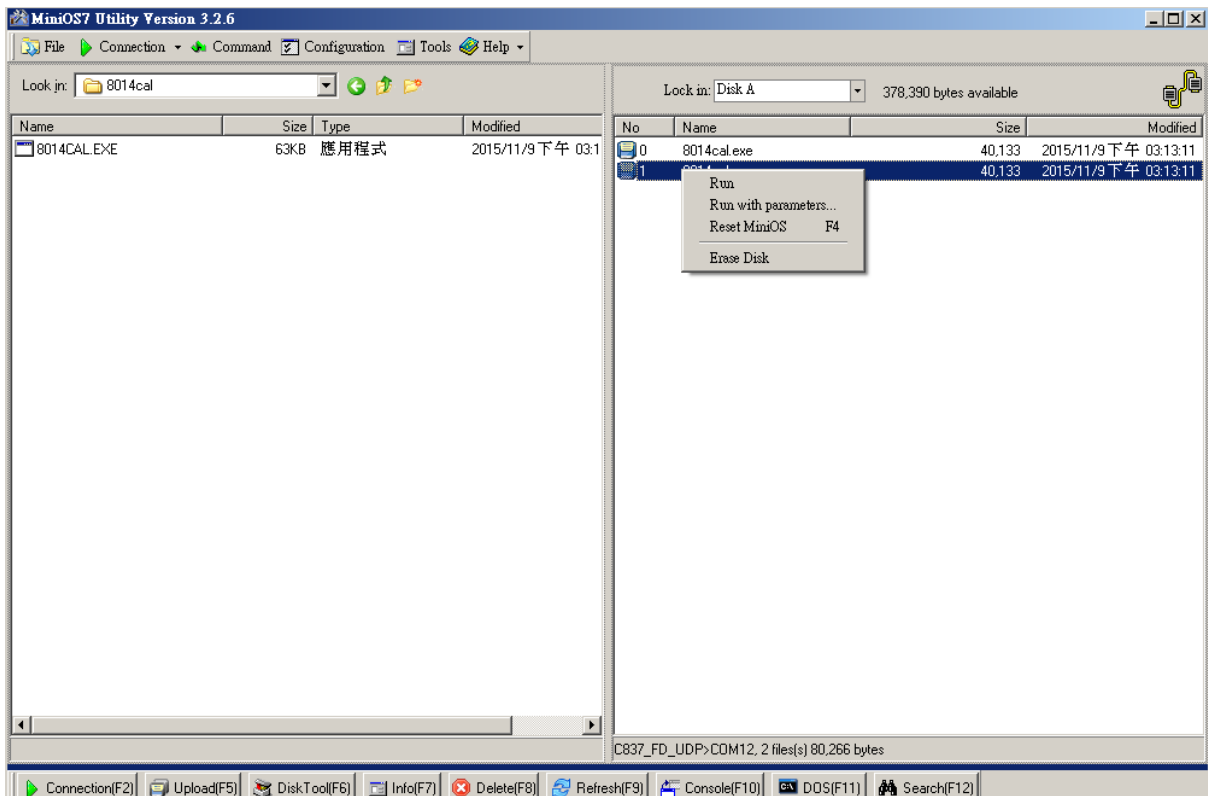 MiniOS7 Utility Version 3.2.6
File Connection Command Configuration Tools Help
Look in: 8014cal
Lock in: Disk A 378,390 bytes available
Name Size Type Modified
8014CAL.EXE 63KB 應用程式 2015/11/9 下午 03:1
No Name Size Modified
0 8014cal.exe 40,133 2015/11/9 下午 03:13:11
1 40,133 2015/11/9 下午 03:13:11
Run
Run with parameters...
Reset MiniOS F4
Erase Disk
C837_FD_UDP>COM12, 2 files(s) 80,266 bytes
Connection(F2) Upload(F5) DiskTool(F6) Info(F7) Delete(F8) Refresh(F9) Console(F10) DOS(F11) Search(F12)